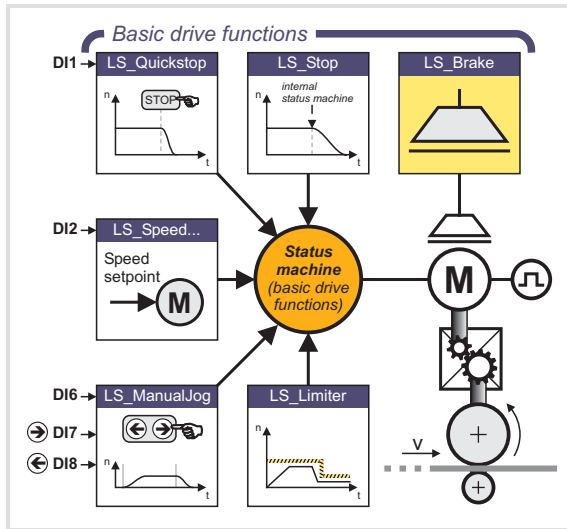 Basic drive functions
DI1
LS_Quickstop
LS_Stop
LS_Brake
n
STOP
t
n
internal
status machine
t
DI2
LS_Speed...
Speed
setpoint
M
Status
machine
(basic drive
functions)
M
DI6
LS_ManualJog
LS_Limiter
DI7
DI8
n
t
n
t
V